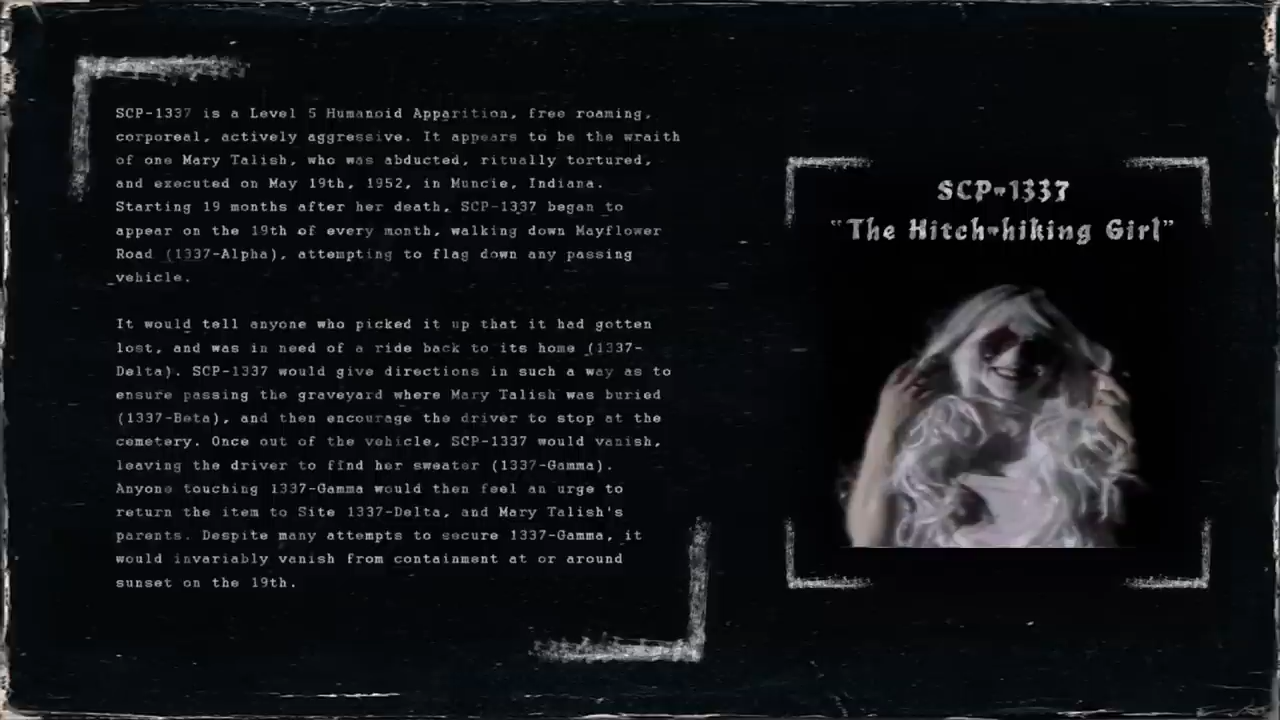 SCP-1337 is a Level 5 Humanoid Apparition, free roaming,
corporeal, actively aggressive. It appears to be the wraith
of one Mary Talish, who was abducted, ritually tortured,
and executed on May 19th, 1952, in Muncie, Indiana.
Starting 19 months after her death, SCP-1337 began to
appear on the 19th of every month, walking down Mayflower
Road (1337-Alpha), attempting to flag down any passing
vehicle.
It would tell anyone who picked it up that it had gotten
lost, and was in need of a ride back to its home (1337-
Delta). SCP-1337 would give directions in such a way as to
ensure passing the graveyard where Mary Talish was buried
(1337-Beta), and then encourage the driver to stop at the
cemetery. Once out of the vehicle, SCP-1337 would vanish,
leaving the driver to find her sweater (1337-Gamma).
Anyone touching 1337-Gamma would then feel an urge to
return the item to Site 1337-Delta, and Mary Talish's
parents. Despite many attempts to secure 1337-Gamma, it
would invariably vanish from containment at or around
sunset on the 19th.
SCP-1337
"The Hitch-hiking Girl"